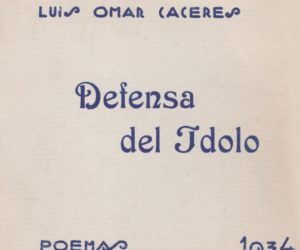 LUiS OMAR CACERES
Defensa
del Idolo
POEMAS 1934